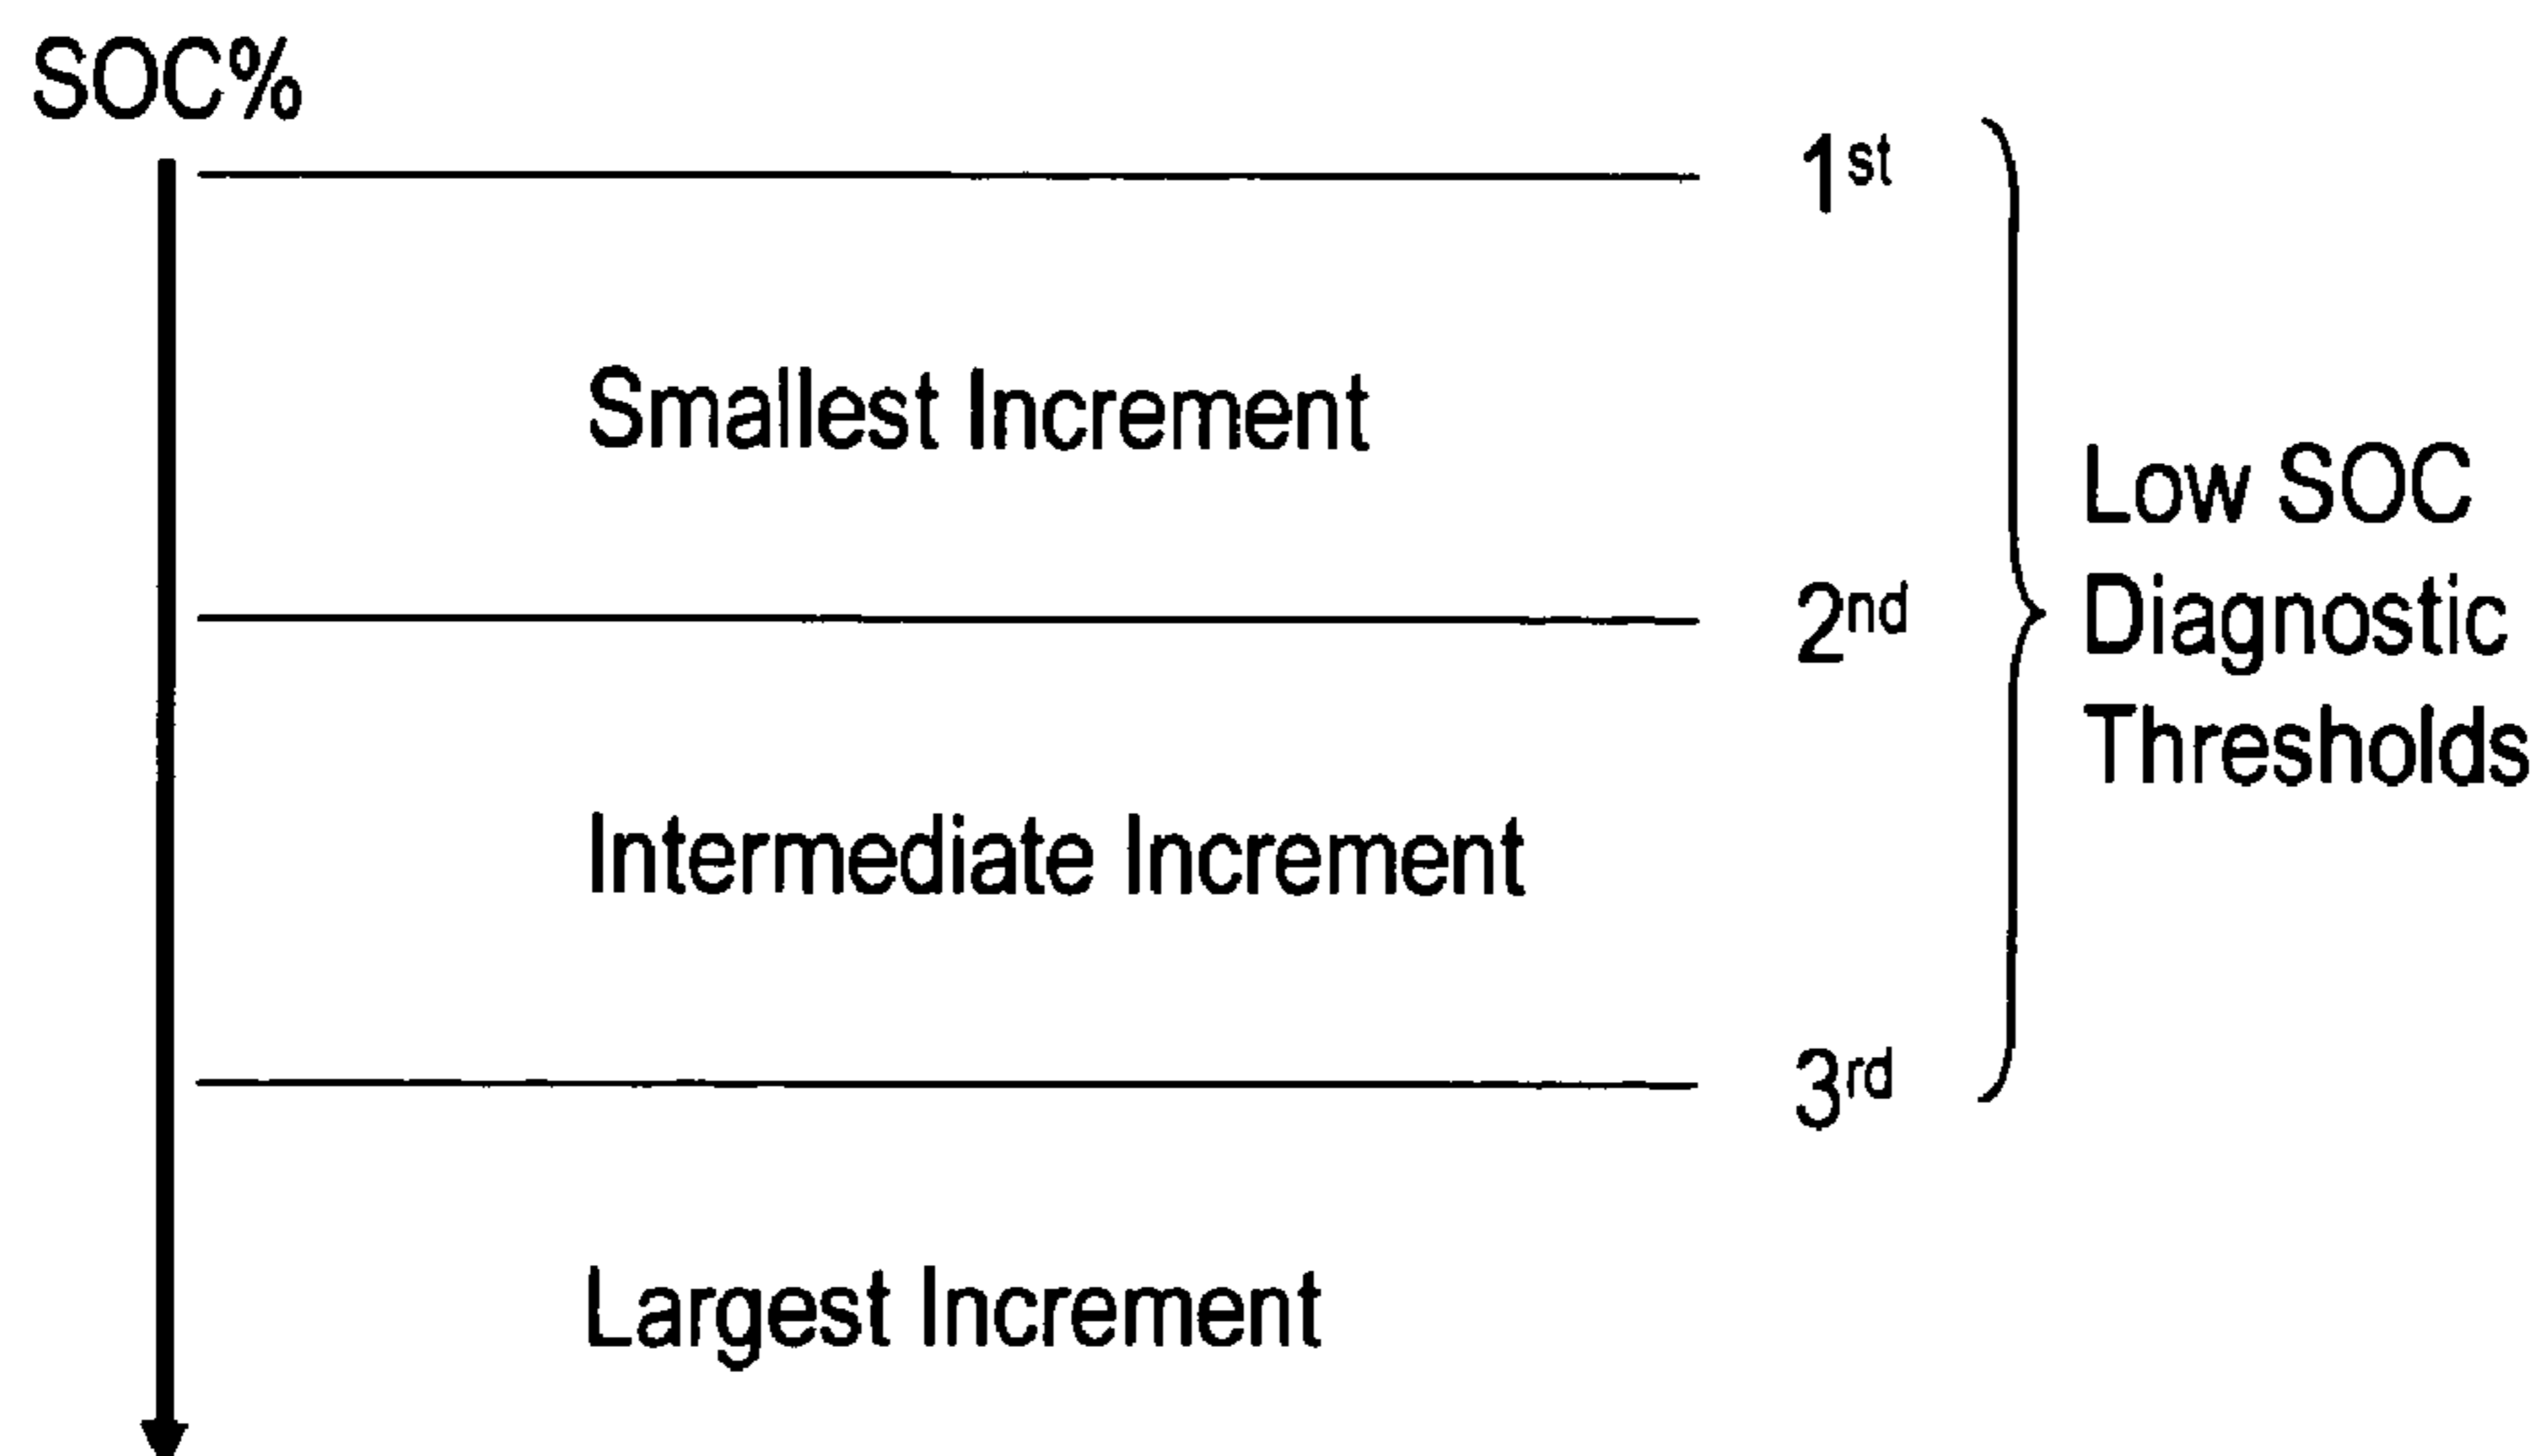 SOC%
1st
Smallest Increment
2nd
Intermediate Increment
3rd
Largest Increment
Low SOC
Diagnostic
Thresholds